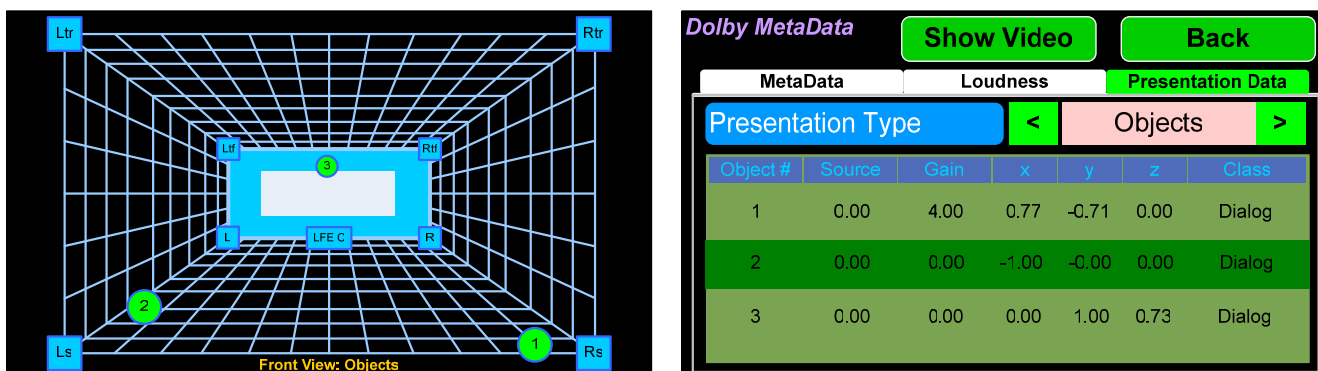 Ltr
Rtr
Ltf
Rtf
3
L
LFE C
R
2
1
Ls
Rs
Front View: Objects
Dolby MetaData
Show Video
Back
MetaData
Loudness
Presentation Data
Presentation Type
<
Objects
>
Object # Source Gain x y z Class
1 0.00 4.00 0.77 -0.71 0.00 Dialog
2 0.00 0.00 -1.00 -0.00 0.00 Dialog
3 0.00 0.00 0.00 1.00 0.73 Dialog